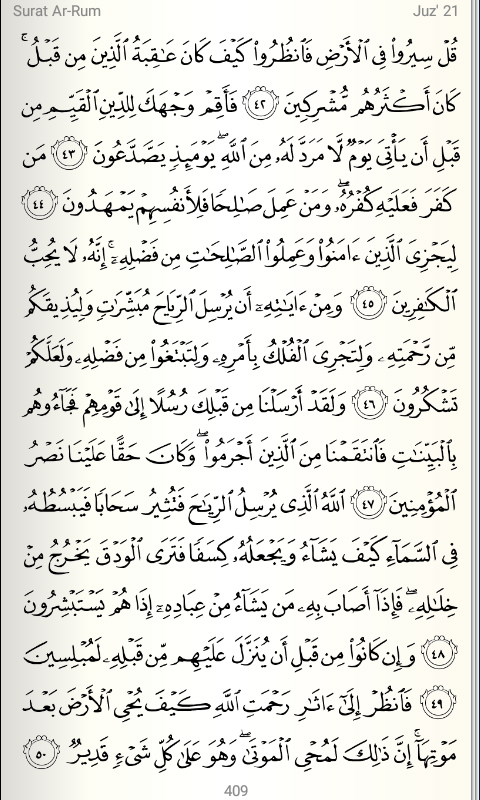 Surat Ar-Rum
Juz' 21
قُلْ سِيرُوا۟ فِى ٱلْأَرْضِ فَٱنظُرُوا۟ كَيْفَ كَانَ عَـٰقِبَةُ ٱلَّذِينَ مِن قَبْلُ ۚ
كَانَ أَكْثَرُهُم مُّشْرِكِينَ ٤٢ فَأَقِمْ وَجْهَكَ لِلدِّينِ ٱلْقَيِّمِ مِن
قَبْلِ أَن يَأْتِىَ يَوْمٌ لَّا مَرَدَّ لَهُۥ مِنَ ٱللَّهِ ۖ يَوْمَئِذٍ يَصَّدَّعُونَ ٤٣ مَن
كَفَرَ فَعَلَيْهِ كُفْرُهُۥ ۖ وَمَنْ عَمِلَ صَـٰلِحًا فَلِأَنفُسِهِمْ يَمْهَدُونَ ٤٤
لِيَجْزِىَ ٱلَّذِينَ ءَامَنُوا۟ وَعَمِلُوا۟ ٱلصَّـٰلِحَـٰتِ مِن فَضْلِهِۦٓ ۚ إِنَّهُۥ لَا يُحِبُّ
ٱلْكَـٰفِرِينَ ٤٥ وَمِنْ ءَايَـٰتِهِۦٓ أَن يُرْسِلَ ٱلرِّيَاحَ مُبَشِّرَٰتٍ وَلِيُذِيقَكُم
مِّن رَّحْمَتِهِۦ وَلِتَجْرِىَ ٱلْفُلْكُ بِأَمْرِهِۦ وَلِتَبْتَغُوا۟ مِن فَضْلِهِۦ وَلَعَلَّكُمْ
تَشْكُرُونَ ٤٦ وَلَقَدْ أَرْسَلْنَا مِن قَبْلِكَ رُسُلًا إِلَىٰ قَوْمِهِمْ فَجَآءُوهُم
بِٱلْبَيِّنَـٰتِ فَٱنتَقَمْنَا مِنَ ٱلَّذِينَ أَجْرَمُوا۟ ۖ وَكَانَ حَقًّا عَلَيْنَا نَصْرُ
ٱلْمُؤْمِنِينَ ٤٧ ٱللَّهُ ٱلَّذِى يُرْسِلُ ٱلرِّيَـٰحَ فَتُثِيرُ سَحَابًا فَيَبْسُطُهُۥ
فِى ٱلسَّمَآءِ كَيْفَ يَشَآءُ وَيَجْعَلُهُۥ كِسَفًا فَتَرَى ٱلْوَدْقَ يَخْرُجُ مِنْ
خِلَـٰلِهِۦ ۖ فَإِذَآ أَصَابَ بِهِۦ مَن يَشَآءُ مِنْ عِبَادِهِۦٓ إِذَا هُمْ يَسْتَبْشِرُونَ
٤٨ وَإِن كَانُوا۟ مِن قَبْلِ أَن يُنَزَّلَ عَلَيْهِم مِّن قَبْلِهِۦ لَمُبْلِسِينَ
٤٩ فَٱنظُرْ إِلَىٰٓ ءَاثَـٰرِ رَحْمَتِ ٱللَّهِ كَيْفَ يُحْىِ ٱلْأَرْضَ بَعْدَ
مَوْتِهَآ ۚ إِنَّ ذَٰلِكَ لَمُحْىِ ٱلْمَوْتَىٰ ۖ وَهُوَ عَلَىٰ كُلِّ شَىْءٍ قَدِيرٌ ٥٠
409